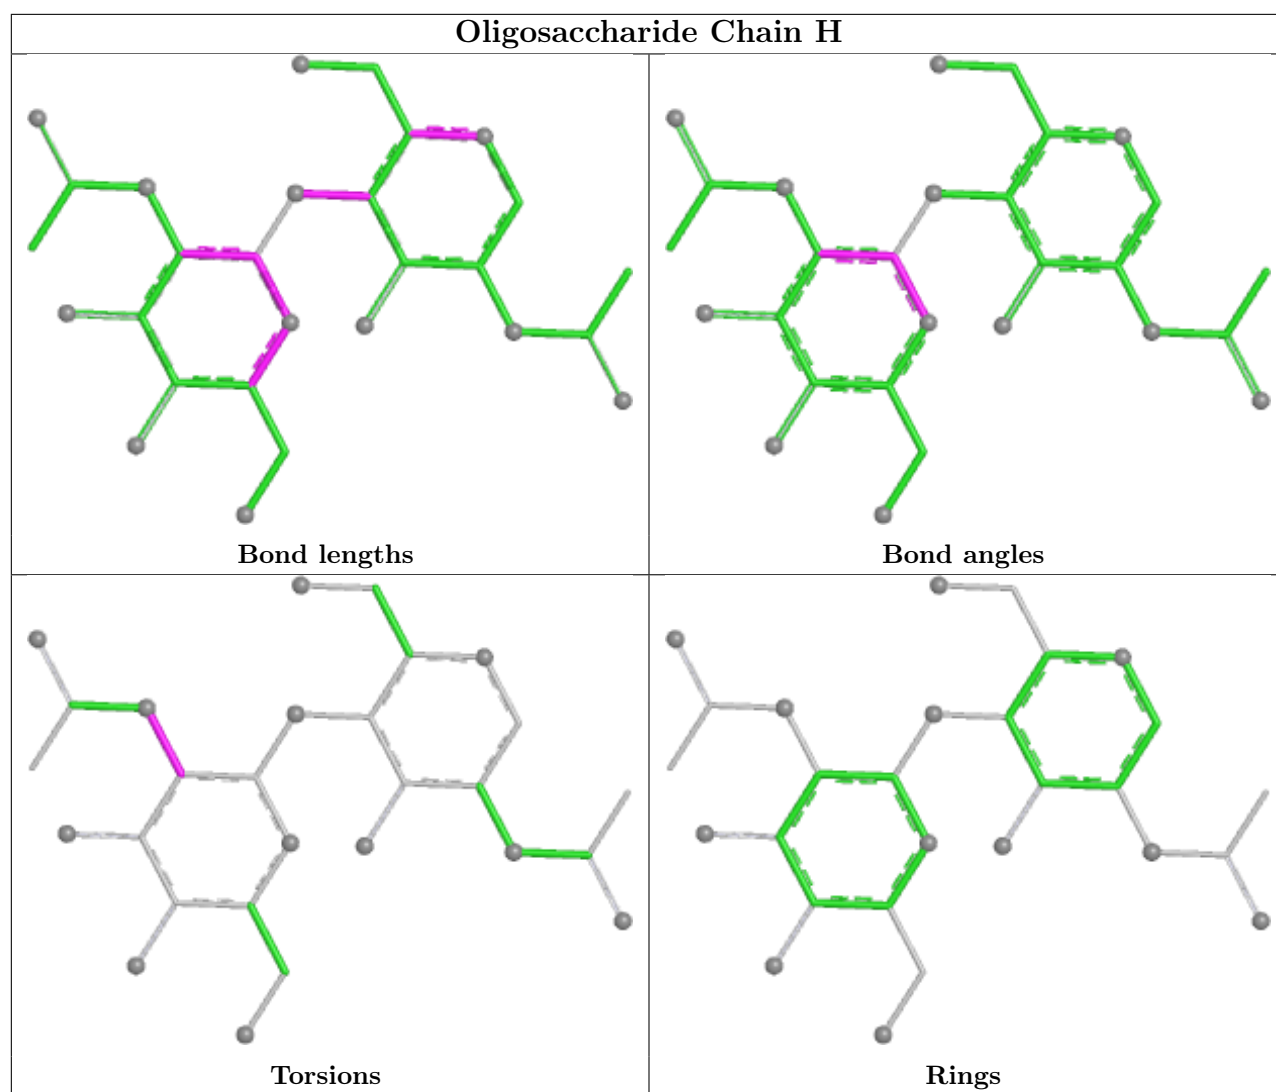 Oligosaccharide Chain H
Bond lengths
Bond angles
Torsions
Rings